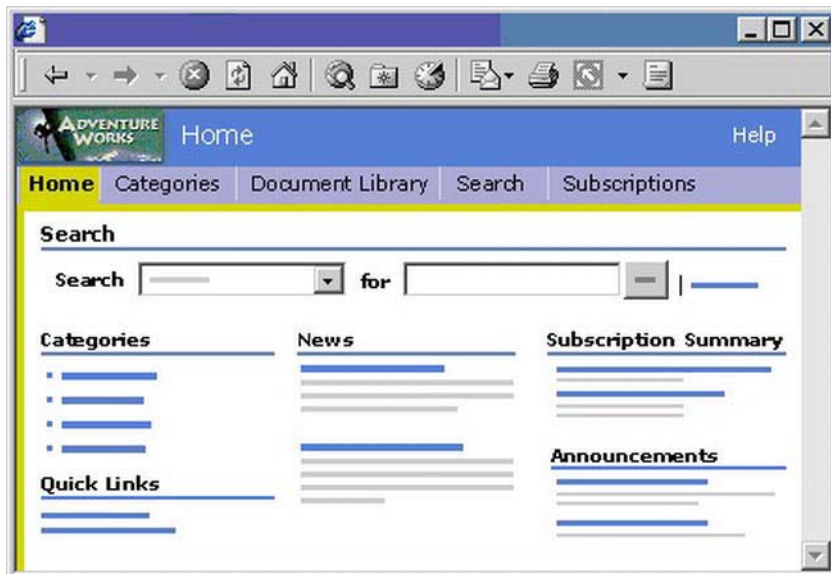 ADVENTURE
WORKS
Home
Help
Home Categories Document Library Search Subscriptions
Search
Search for
Categories
News
Subscription Summary
Announcements
Quick Links